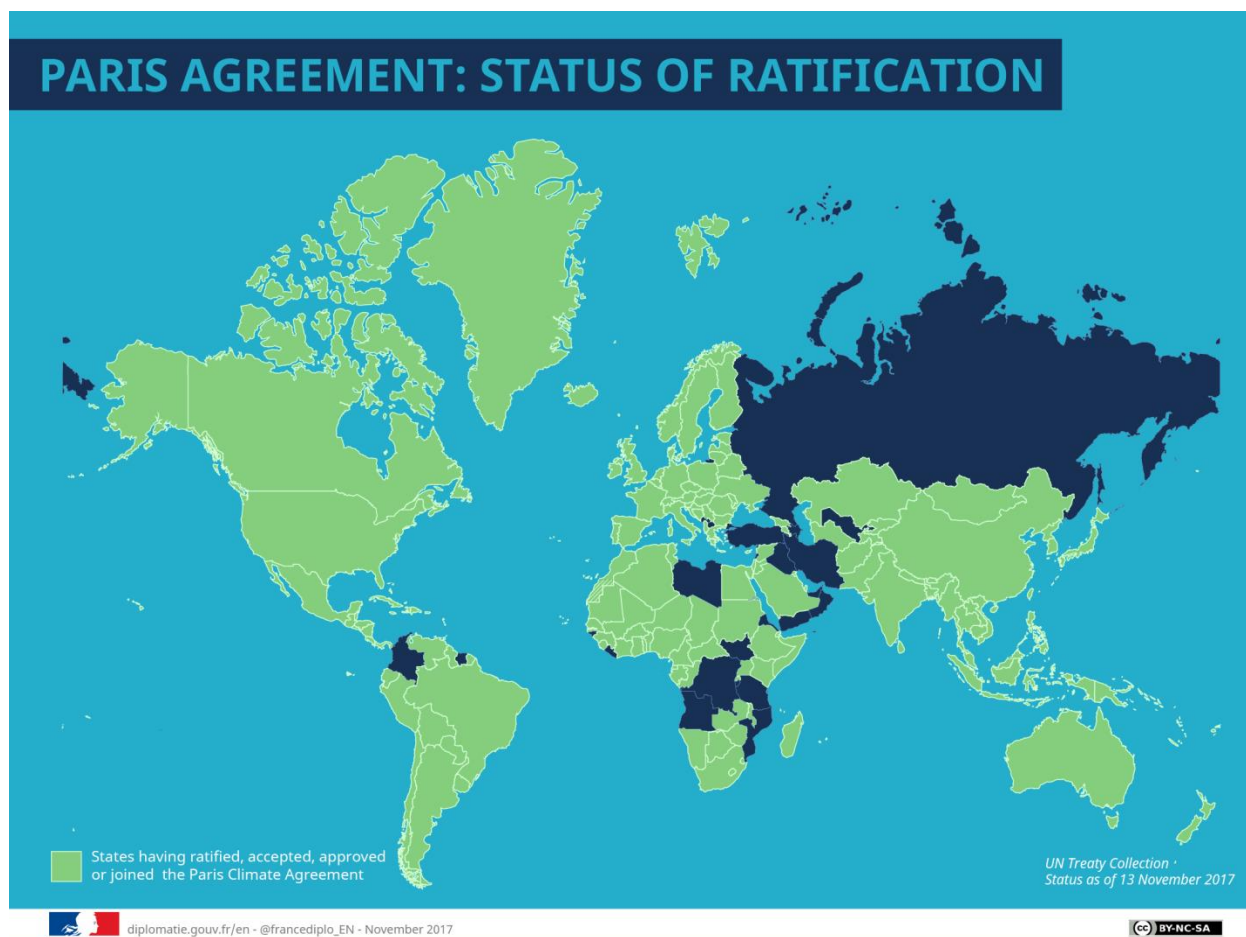 PARIS AGREEMENT: STATUS OF RATIFICATION
States having ratified, accepted, approved
or joined the Paris Climate Agreement
UN Treaty Collection ·
Status as of 13 November 2017
diplomatie.gouv.fr/en - @francediplo_EN - November 2017
cc BY-NC-SA